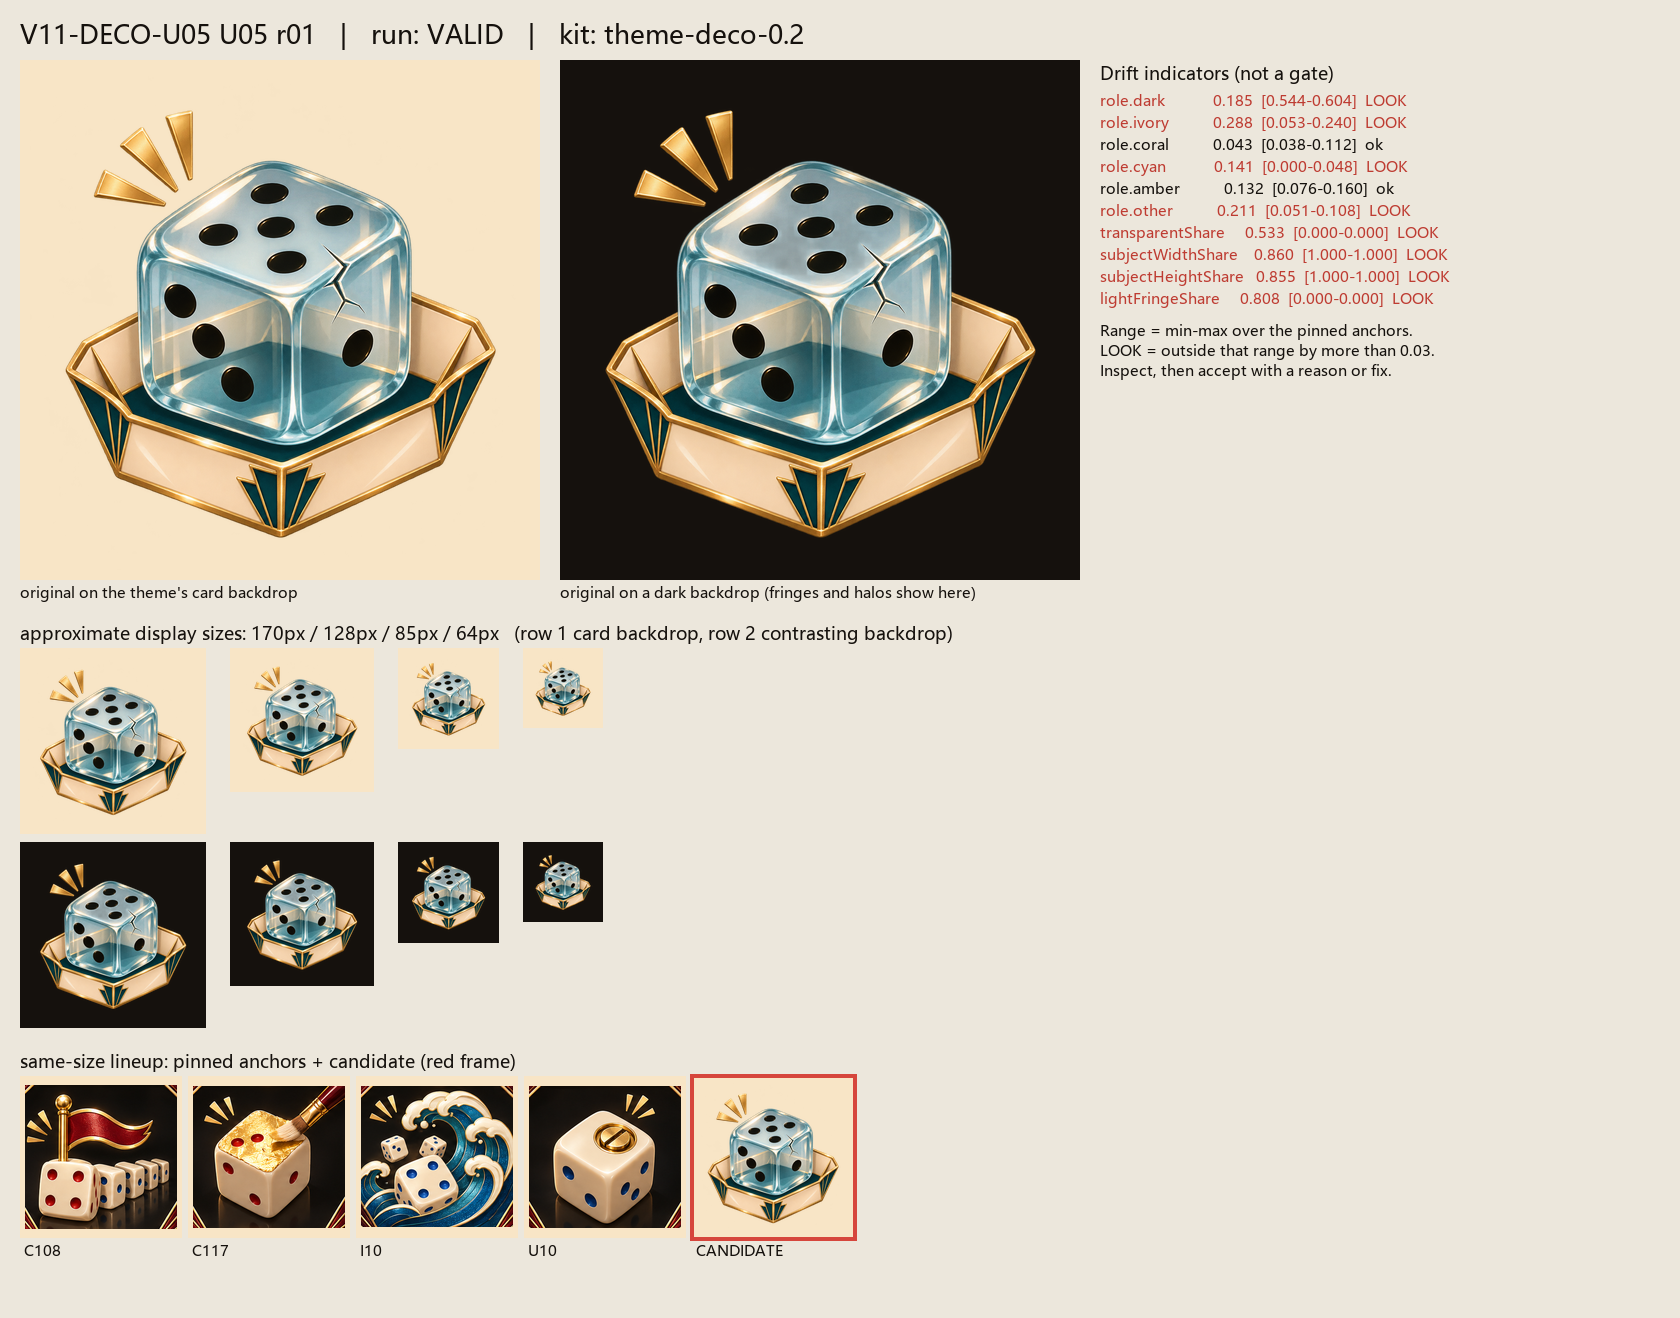 V11-DECO-U05 U05 r01 | run: VALID | kit: theme-deco-0.2
Drift indicators (not a gate)
role.dark 0.185 [0.544-0.604] LOOK
role.ivory 0.288 [0.053-0.240] LOOK
role.coral 0.043 [0.038-0.112] ok
role.cyan 0.141 [0.000-0.048] LOOK
role.amber 0.132 [0.076-0.160] ok
role.other 0.211 [0.051-0.108] LOOK
transparentShare 0.533 [0.000-0.000] LOOK
subjectWidthShare 0.860 [1.000-1.000] LOOK
subjectHeightShare 0.855 [1.000-1.000] LOOK
lightFringeShare 0.808 [0.000-0.000] LOOK
Range = min-max over the pinned anchors.
LOOK = outside that range by more than 0.03.
Inspect, then accept with a reason or fix.
original on the theme's card backdrop
original on a dark backdrop (fringes and halos show here)
approximate display sizes: 170px / 128px / 85px / 64px (row 1 card backdrop, row 2 contrasting backdrop)
same-size lineup: pinned anchors + candidate (red frame)
C108
C117
I10
U10
CANDIDATE